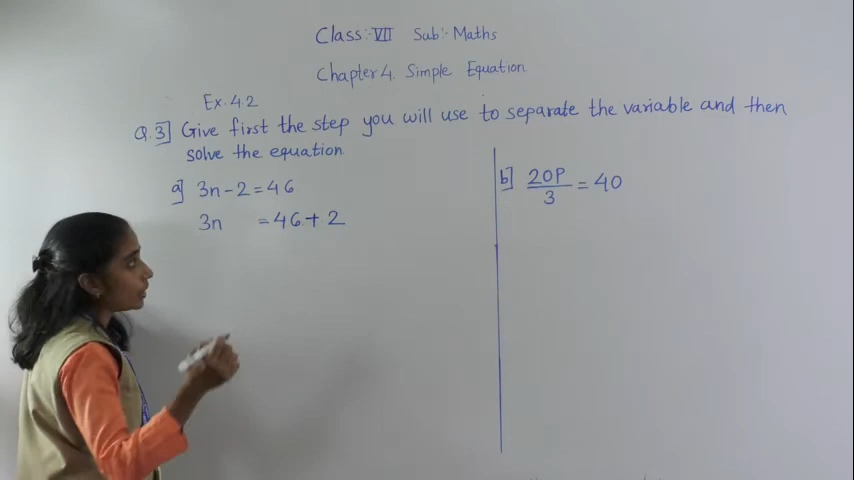 Class:- VII Sub:- Maths
Chapter 4. Simple Equation
Ex. 4.2
Q.3] Give first the step you will use to separate the variable and then
solve the equation
a] 3n - 2 = 46
3n = 46 + 2
b] 20P/3 = 40